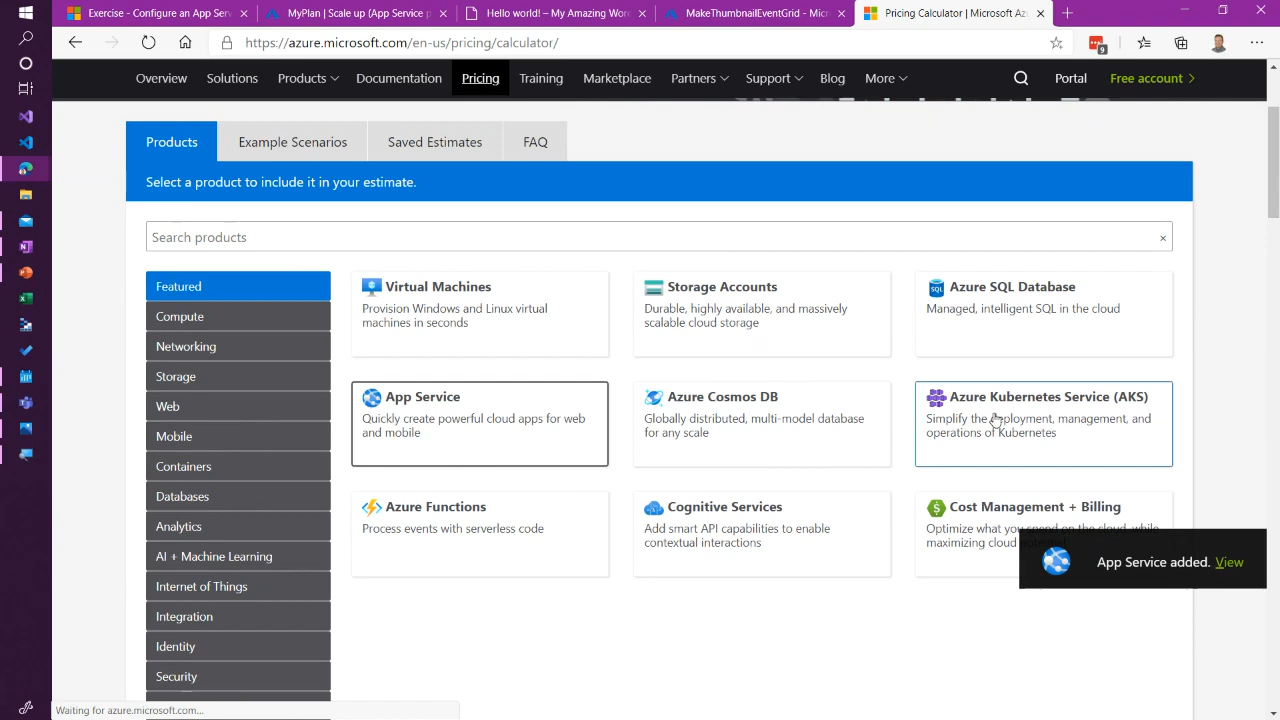 Exercise - Configure an App Serv
MyPlan | Scale up (App Service p
Hello world! – My Amazing Wor
MakeThumbnailEventGrid - Micr
Pricing Calculator | Microsoft Az
https://azure.microsoft.com/en-us/pricing/calculator/
9
Overview
Solutions
Products
Documentation
Pricing
Training
Marketplace
Partners
Support
Blog
More
Portal
Free account
Products
Example Scenarios
Saved Estimates
FAQ
Select a product to include it in your estimate.
Search products
Featured
Compute
Networking
Storage
Web
Mobile
Containers
Databases
Analytics
AI + Machine Learning
Internet of Things
Integration
Identity
Security
Virtual Machines
Provision Windows and Linux virtual
machines in seconds
Storage Accounts
Durable, highly available, and massively
scalable cloud storage
Azure SQL Database
Managed, intelligent SQL in the cloud
App Service
Quickly create powerful cloud apps for web
and mobile
Azure Cosmos DB
Globally distributed, multi-model database
for any scale
Azure Kubernetes Service (AKS)
Simplify the deployment, management, and
operations of Kubernetes
Azure Functions
Process events with serverless code
Cognitive Services
Add smart API capabilities to enable
contextual interactions
Cost Management + Billing
Optimize what you spend on the cloud, while
maximizing cloud
App Service added. View
Waiting for azure.microsoft.com...